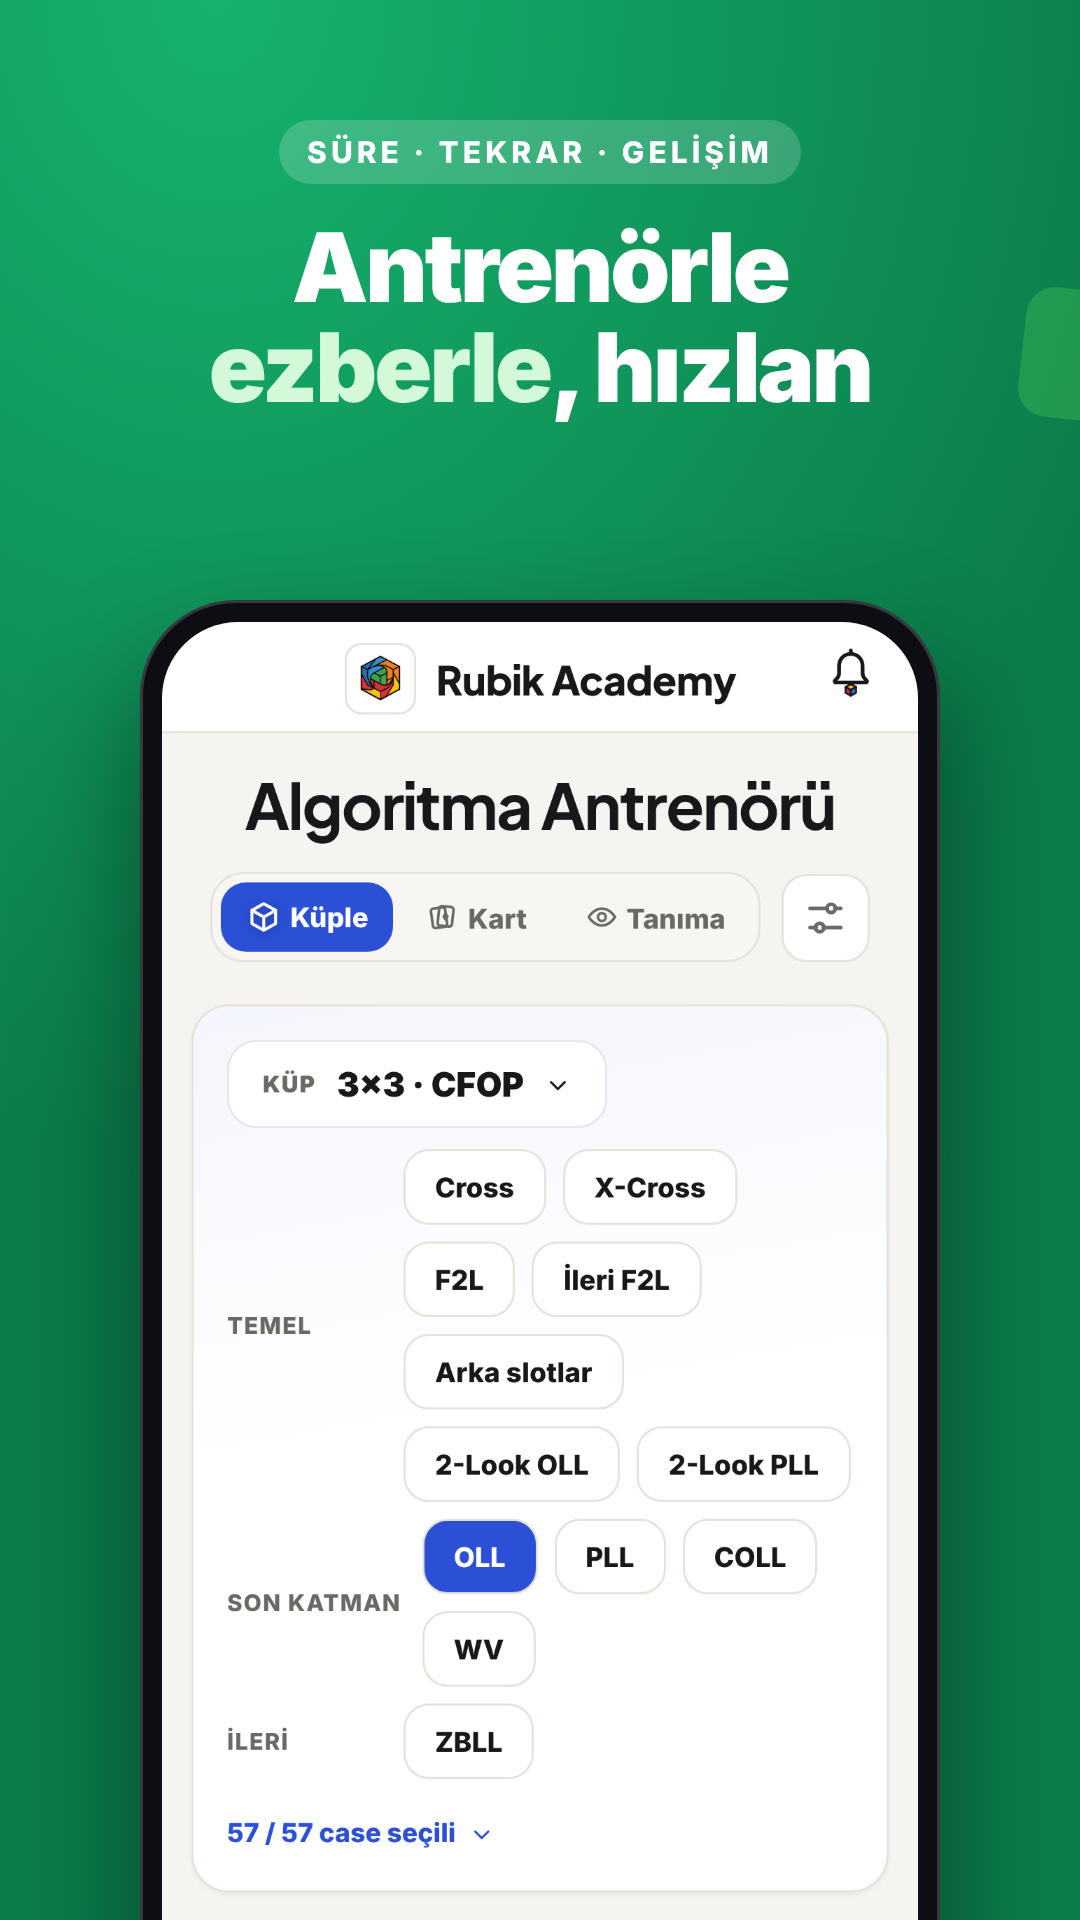 SÜRE · TEKRAR · GELİŞİM
Antrenörle
ezberle, hızlan
Rubik Academy
Algoritma Antrenörü
Küple
Kart
Tanıma
KÜP 3×3 · CFOP
TEMEL
Cross
X-Cross
F2L
İleri F2L
Arka slotlar
2-Look OLL
2-Look PLL
SON KATMAN
OLL
PLL
COLL
WV
İLERİ
ZBLL
57 / 57 case seçili